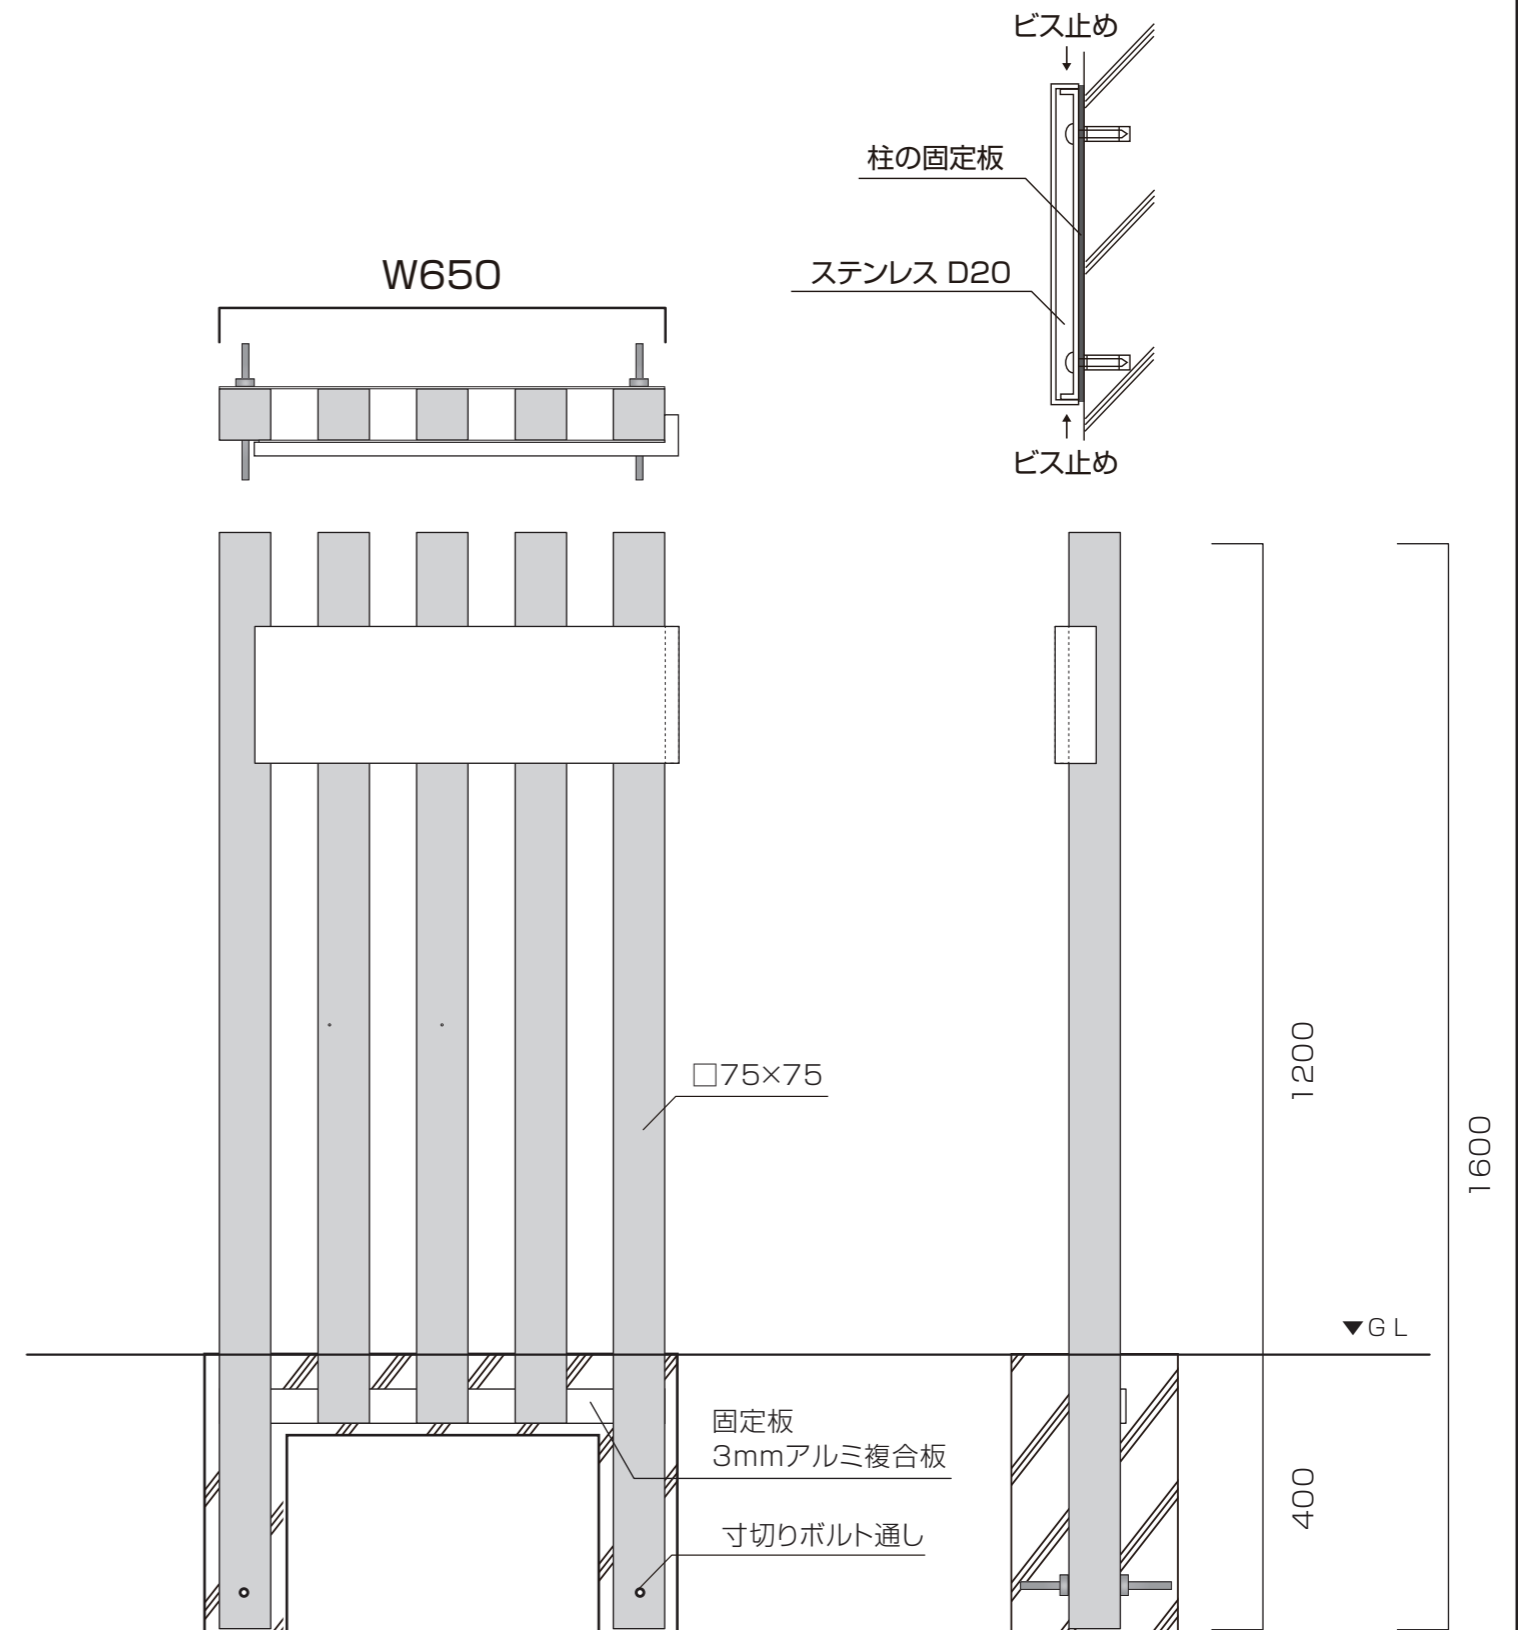 ビス止め
柱の固定板
W650
ステンレス D20
ビス止め
□75×75
1200
1600
▼GL
固定板
3mmアルミ複合板
400
寸切りボルト通し